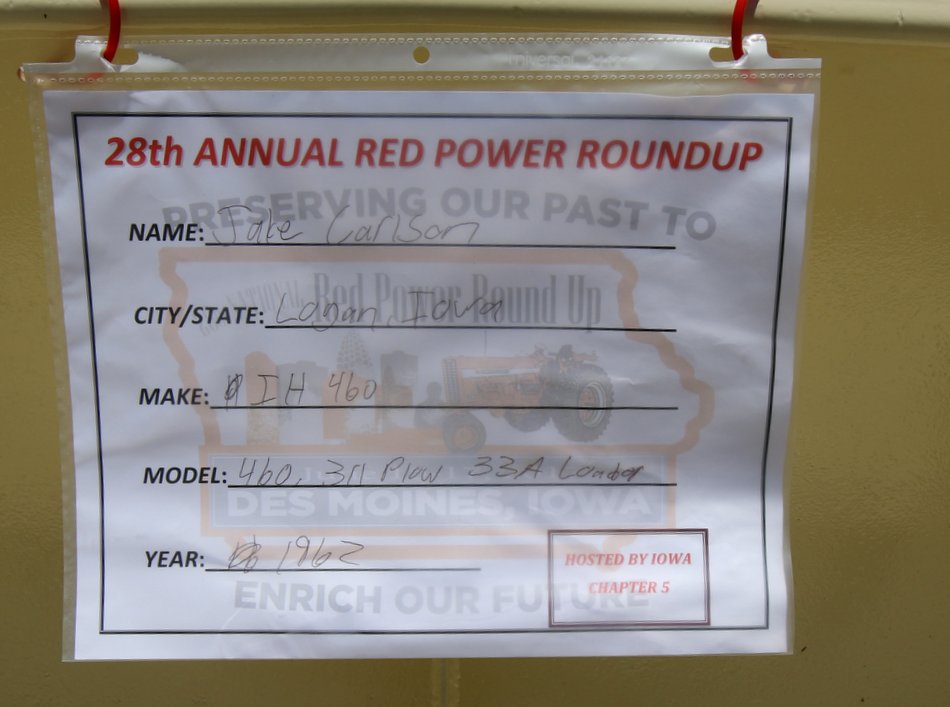 universal
28th ANNUAL RED POWER ROUNDUP
PRESERVING OUR PAST TO
NAME: Jake Carlson
Red Power Round Up
CITY/STATE: Logan, Iowa
MAKE: IH 460
MODEL: 460, 311 Plow 33A Loader
DES MOINES, IOWA
YEAR: 1962
HOSTED BY IOWA
CHAPTER 5
ENRICH OUR FUTURE